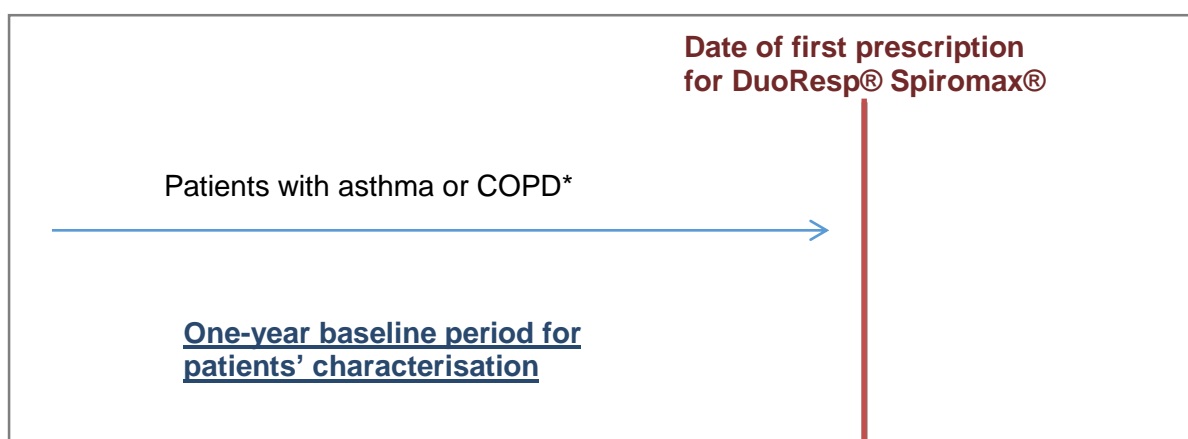 Date of first prescription
for DuoResp® Spiromax®
Patients with asthma or COPD*
One-year baseline period for
patients’ characterisation